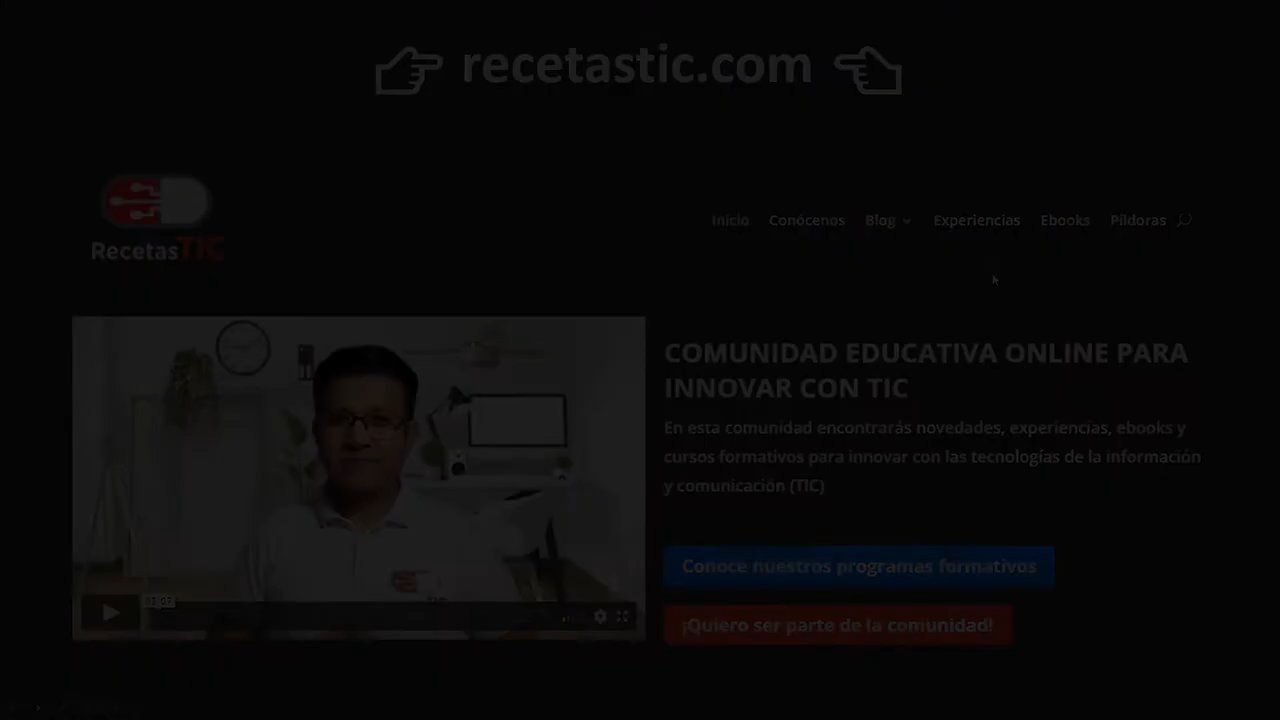 recetastic.com
RecetasTIC
Inicio Conócenos Blog Experiencias Ebooks Píldoras
COMUNIDAD EDUCATIVA ONLINE PARA
INNOVAR CON TIC
En esta comunidad encontrarás novedades, experiencias, ebooks y
cursos formativos para innovar con las tecnologías de la información
y comunicación (TIC)
Conoce nuestros programas formativos
05:07
¡Quiero ser parte de la comunidad!